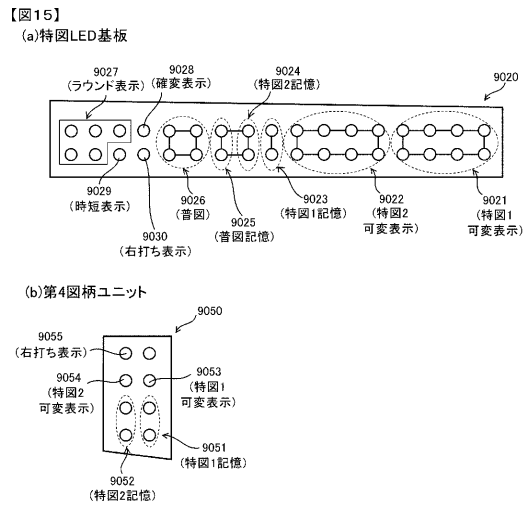 【図15】
(a)特図LED基板
9027
(ラウンド表示)
9028
(確変表示)
9024
(特図2記憶)
9020
9029
(時短表示)
9030
(右打ち表示)
9026
(普図)
9025
(普図記憶)
9023
(特図1記憶)
9022
(特図2
可変表示)
9021
(特図1
可変表示)
(b)第4図柄ユニット
9050
9055
(右打ち表示)
9054
(特図2
可変表示)
9053
(特図1
可変表示)
9051
(特図1記憶)
9052
(特図2記憶)